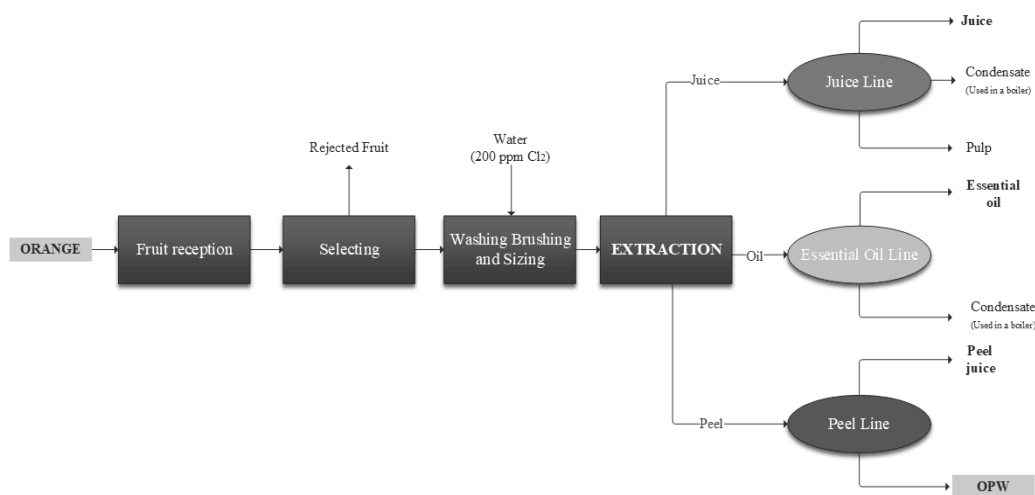 ORANGE
Fruit reception
Selecting
Rejected Fruit
Washing Brushing
and Sizing
Water
(200 ppm Cl2)
EXTRACTION
Juice
Juice Line
Juice
Condensate
(Used in a boiler)
Pulp
Oil
Essential Oil Line
Essential
oil
Condensate
(Used in a boiler)
Peel
Peel Line
Peel
juice
OPW